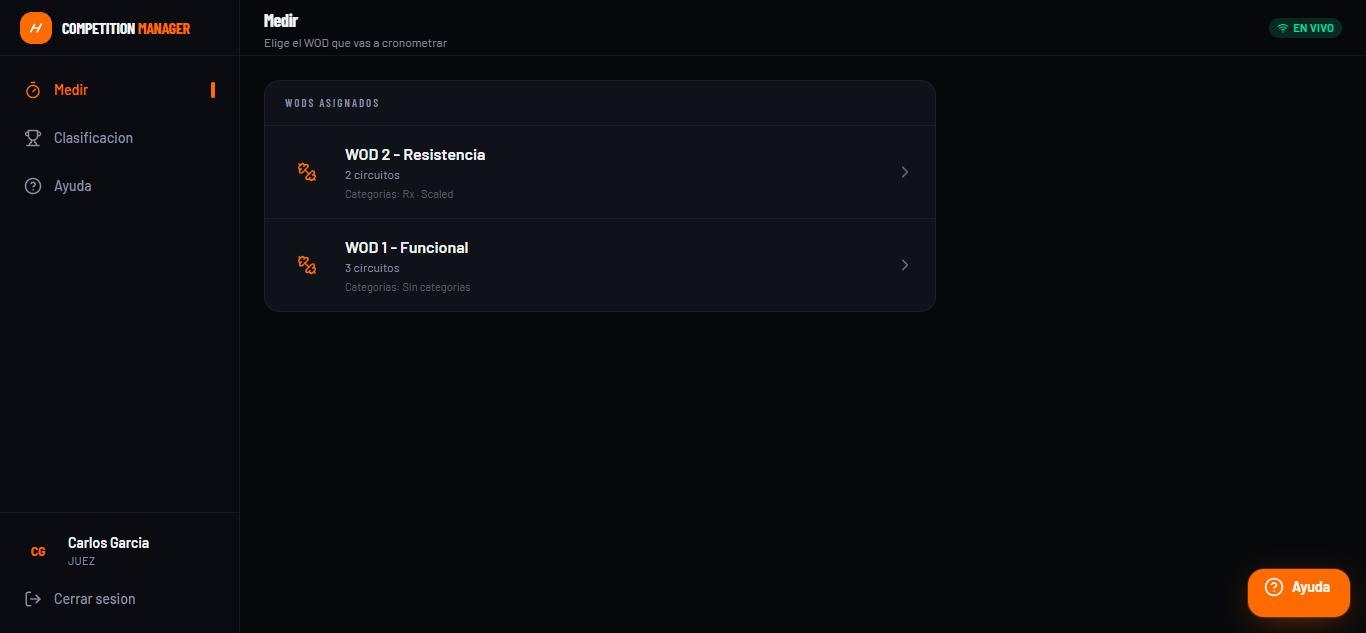 COMPETITION MANAGER
Medir
Clasificacion
Ayuda
CG
Carlos Garcia
JUEZ
Cerrar sesion
Medir
Elige el WOD que vas a cronometrar
EN VIVO
WODS ASIGNADOS
WOD 2 - Resistencia
2 circuitos
Categorias: Rx · Scaled
WOD 1 - Funcional
3 circuitos
Categorias: Sin categorias
Ayuda